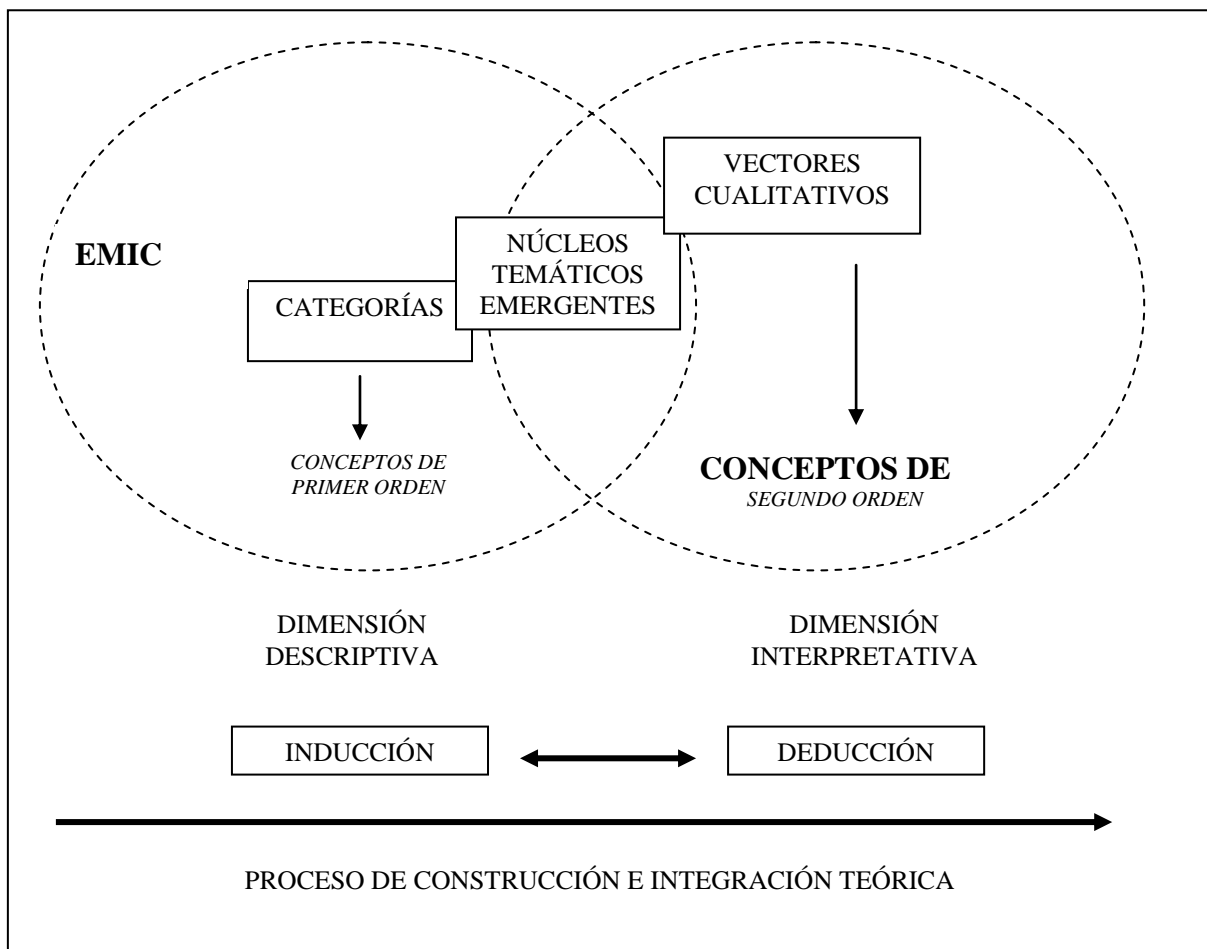 VECTORES
CUALITATIVOS
NÚCLEOS
TEMÁTICOS
EMERGENTES
EMIC
CATEGORÍAS
CONCEPTOS DE
PRIMER ORDEN
CONCEPTOS DE
SEGUNDO ORDEN
DIMENSIÓN
DESCRIPTIVA
DIMENSIÓN
INTERPRETATIVA
INDUCCIÓN
DEDUCCIÓN
PROCESO DE CONSTRUCCIÓN E INTEGRACIÓN TEÓRICA